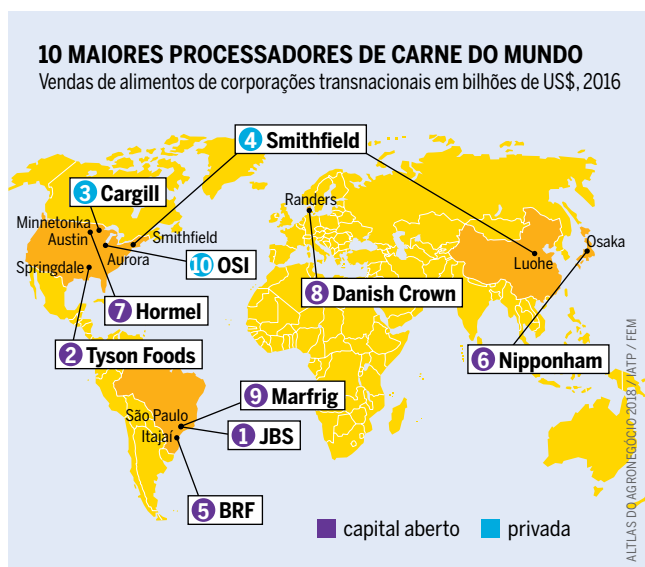 10 MAIORES PROCESSADORES DE CARNE DO MUNDO
Vendas de alimentos de corporações transnacionais em bilhões de US$, 2016
4 Smithfield
3 Cargill
Randers
Minnetonka
Austin
Smithfield
Osaka
Aurora
Springdale
10 OSI
Luohe
8 Danish Crown
7 Hormel
2 Tyson Foods
6 Nipponham
9 Marfrig
São Paulo
1 JBS
Itajaí
5 BRF
capital aberto
privada
ALTLAS DO AGRONEGÓCIO 2018 / IATP / FEM